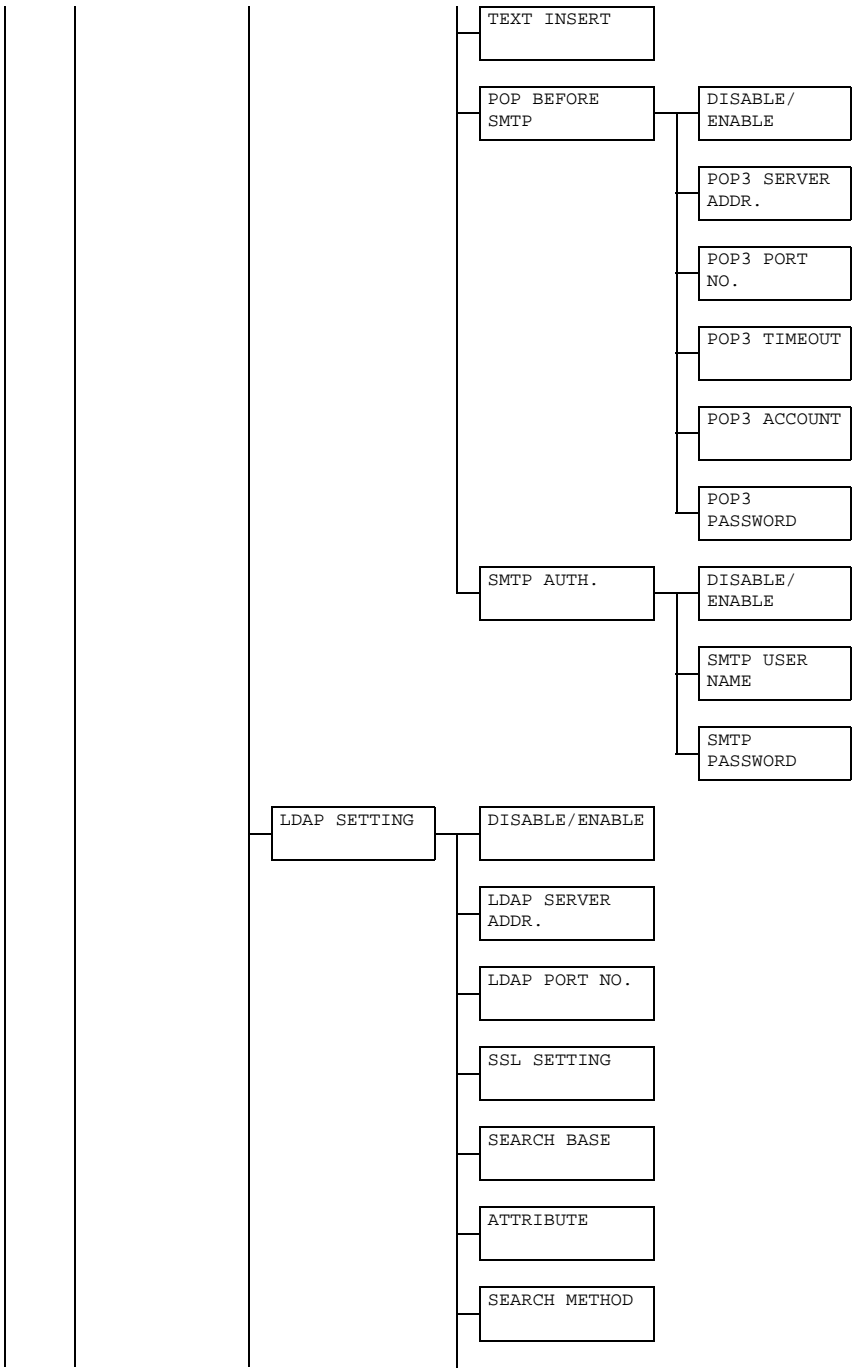 TEXT INSERT
POP BEFORE
SMTP
DISABLE/
ENABLE
POP3 SERVER
ADDR.
POP3 PORT
NO.
POP3 TIMEOUT
POP3 ACCOUNT
POP3
PASSWORD
SMTP AUTH.
DISABLE/
ENABLE
SMTP USER
NAME
SMTP
PASSWORD
LDAP SETTING
DISABLE/ENABLE
LDAP SERVER
ADDR.
LDAP PORT NO.
SSL SETTING
SEARCH BASE
ATTRIBUTE
SEARCH METHOD